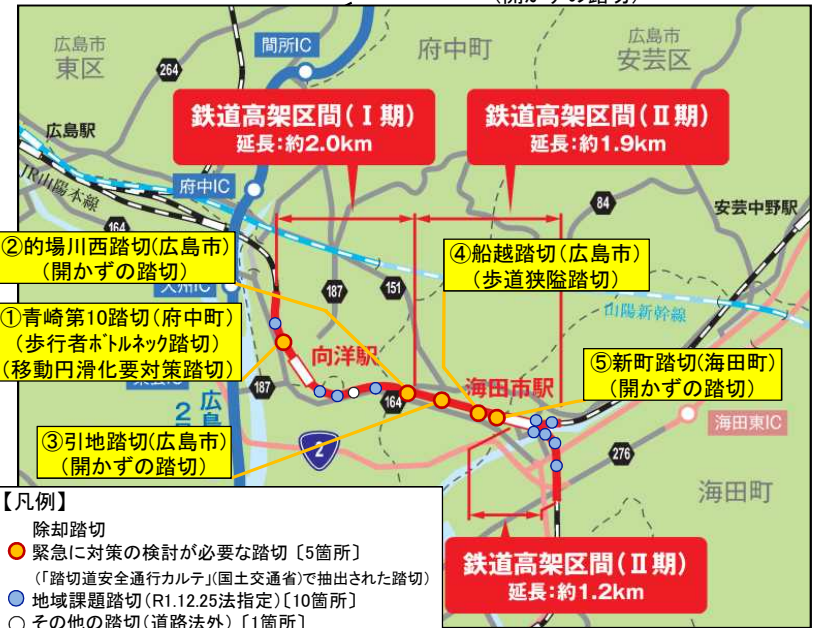 (開かずの踏切)
広島市
東区
264
間所IC
府中町
広島市
安芸区
鉄道高架区間(Ⅰ期)
延長:約2.0km
鉄道高架区間(Ⅱ期)
延長:約1.9km
広島駅
JR山陽本線
府中IC
164
84
安芸中野駅
②的場川西踏切(広島市)
(開かずの踏切)
④船越踏切(広島市)
(歩道狭隘踏切)
187
151
山陽新幹線
①青崎第10踏切(府中町)
(歩行者ボトルネック踏切)
(移動円滑化要対策踏切)
向洋駅
海田市駅
⑤新町踏切(海田町)
(開かずの踏切)
187
164
広島
2
海田東IC
③引地踏切(広島市)
(開かずの踏切)
2
276
海田町
【凡例】
除却踏切
緊急に対策の検討が必要な踏切〔5箇所〕
(「踏切道安全通行カルテ」(国土交通省)で抽出された踏切)
地域課題踏切(R1.12.25法指定)〔10箇所〕
その他の踏切(道路法外)〔1箇所〕
鉄道高架区間(Ⅱ期)
延長:約1.2km